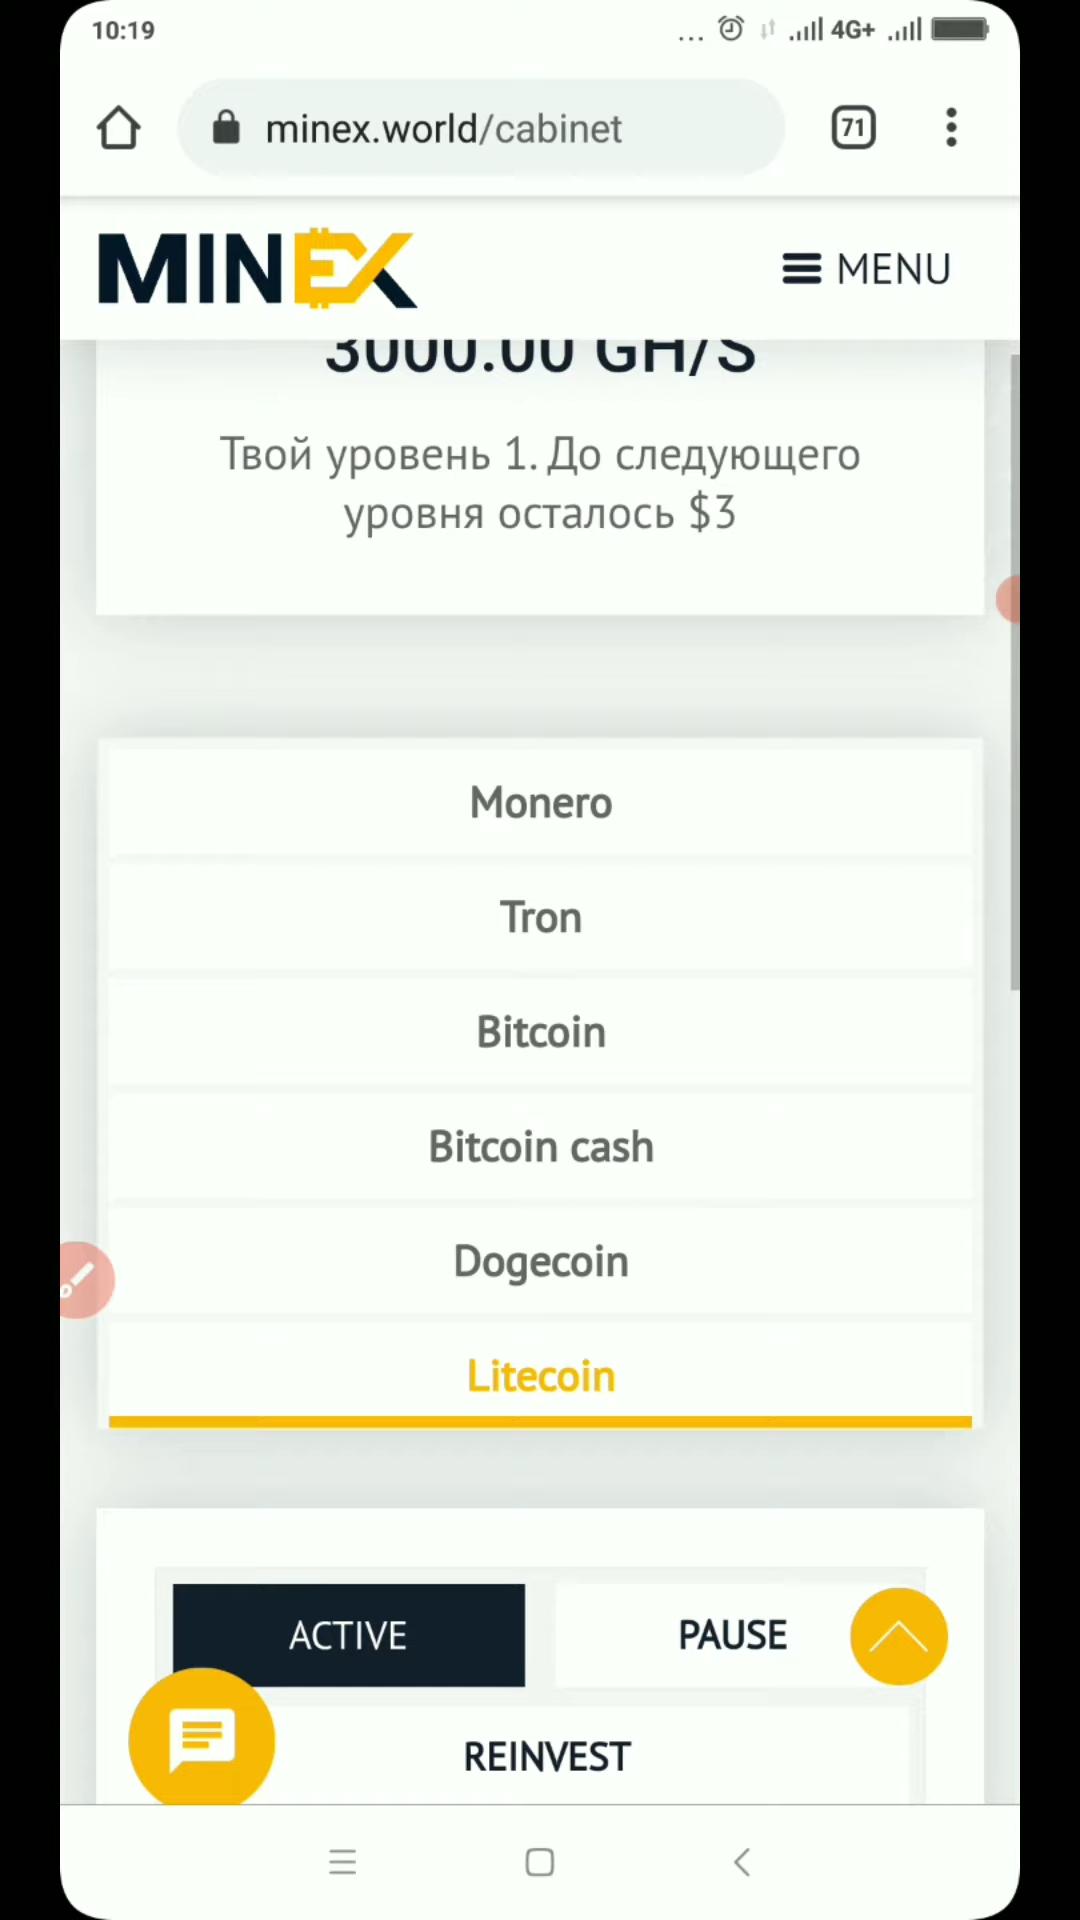 10:19
... 4G+
minex.world/cabinet
71
MINEX
MENU
3000.00 GH/S
Твой уровень 1. До следующего
уровня осталось $3
Monero
Tron
Bitcoin
Bitcoin cash
Dogecoin
Litecoin
ACTIVE
PAUSE
REINVEST